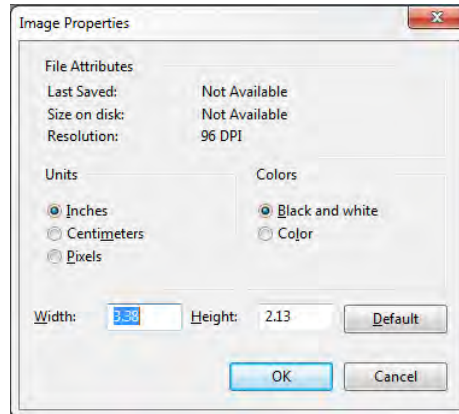 Image Properties
File Attributes
Last Saved: Not Available
Size on disk: Not Available
Resolution: 96 DPI
Units Colors
Inches Black and white
Centimeters Color
Pixels
Width: 3.38 Height: 2.13 Default
OK Cancel